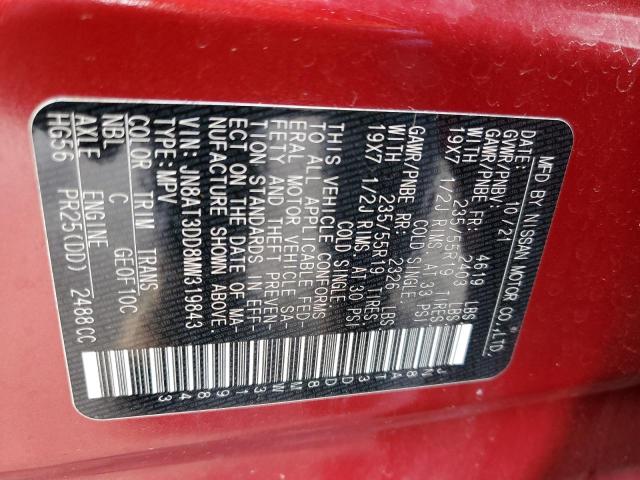 MFD. BY NISSAN MOTOR CO.,LTD.
DATE: 10/21
GVWR/PNBV: 4619 LBS
GAWR/PNBE FR: 2403 LBS
WITH 235/55R19 TIRES
19X7 1/2J RIMS AT 33 PSI
COLD SINGLE
GAWR/PNBE RR: 2326 LBS
WITH 235/55R19 TIRES
19X7 1/2J RIMS AT 30 PSI
COLD SINGLE
THIS VEHICLE CONFORMS
TO ALL APPLICABLE FED-
ERAL MOTOR VEHICLE SA-
FETY AND THEFT PREVEN-
TION STANDARDS IN EFF-
ECT ON THE DATE OF MA-
NUFACTURE SHOWN ABOVE.
VIN: JN8AT3DD8MW319843
TYPE: MPV
COLOR TRIM TRANS
NBL C GE0F10C
AXLE ENGINE
HG56 PR25(DD) 2488CC
JN8AT3DD8MW319843